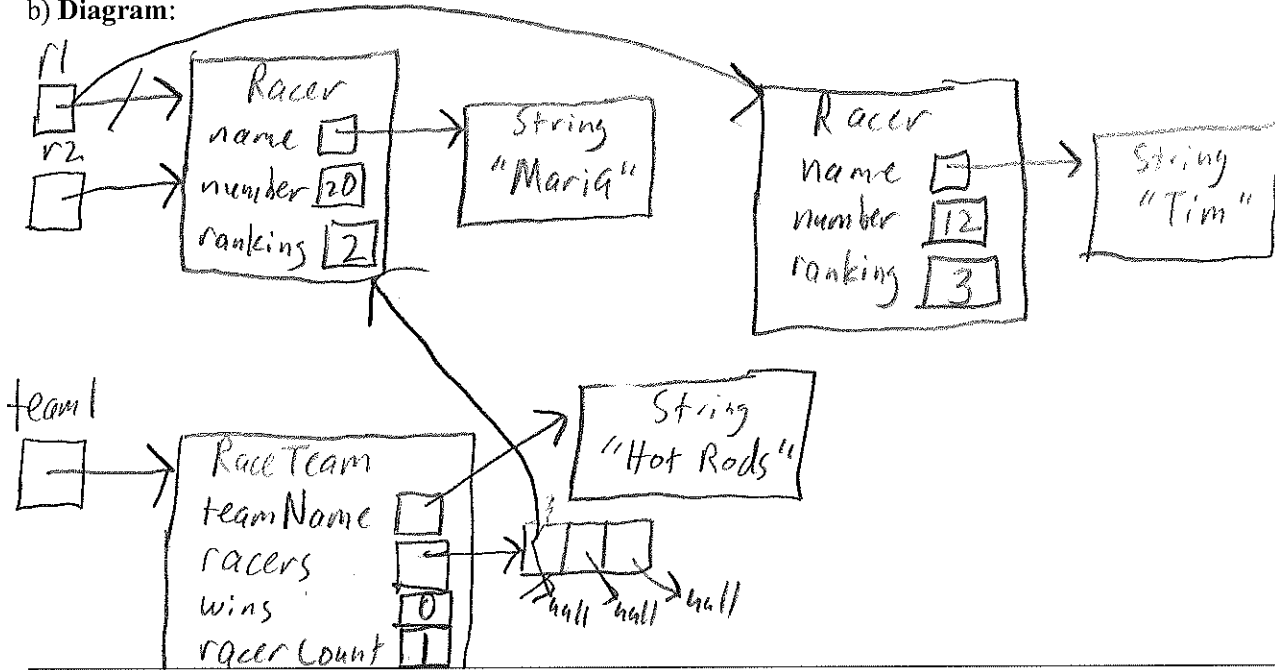 b) Diagram:
r1
r2
Racer
name
number 20
ranking 2
String
"Maria"
Racer
name
number 12
ranking 3
String
"Tim"
team1
RaceTeam
teamName
racers
wins 0
racerCount 1
String
"Hot Rods"
null null null